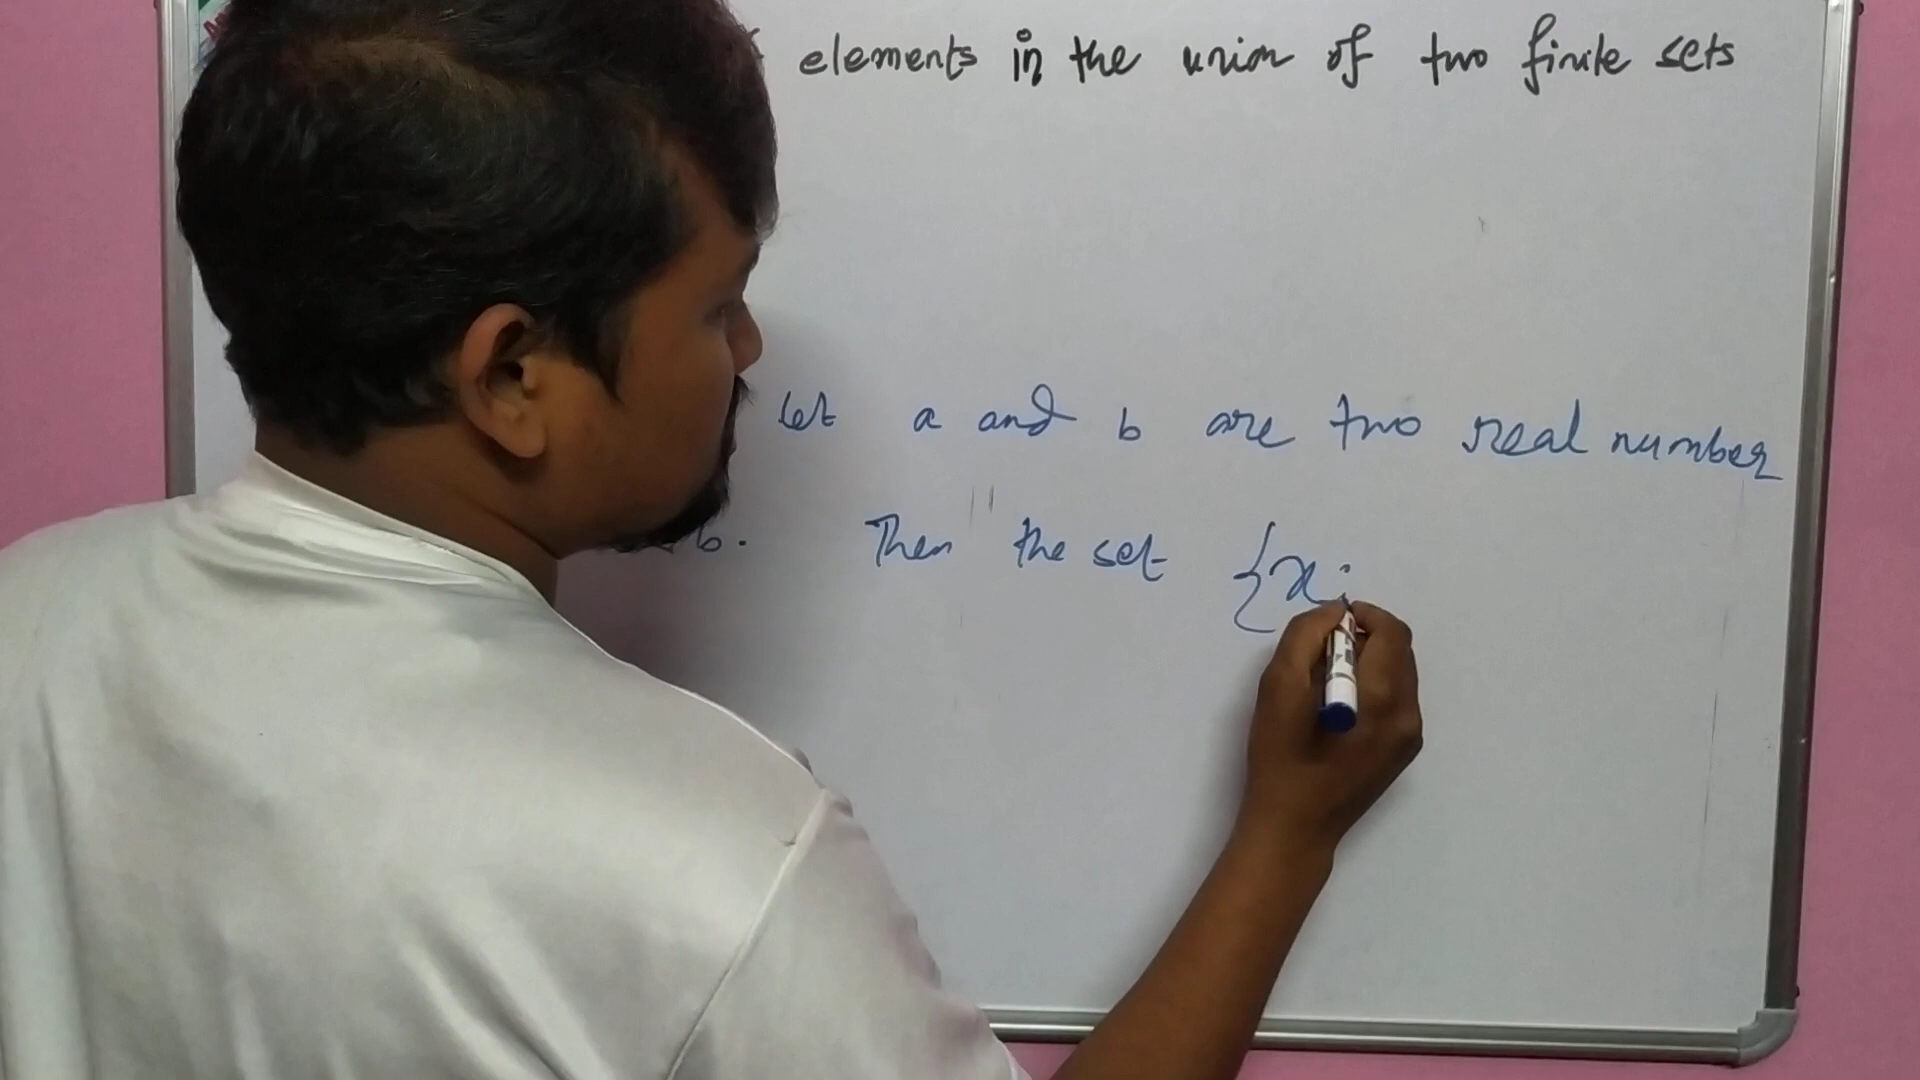 elements in the union of two finite sets
Let a and b are two real number
b. Then the set {x: